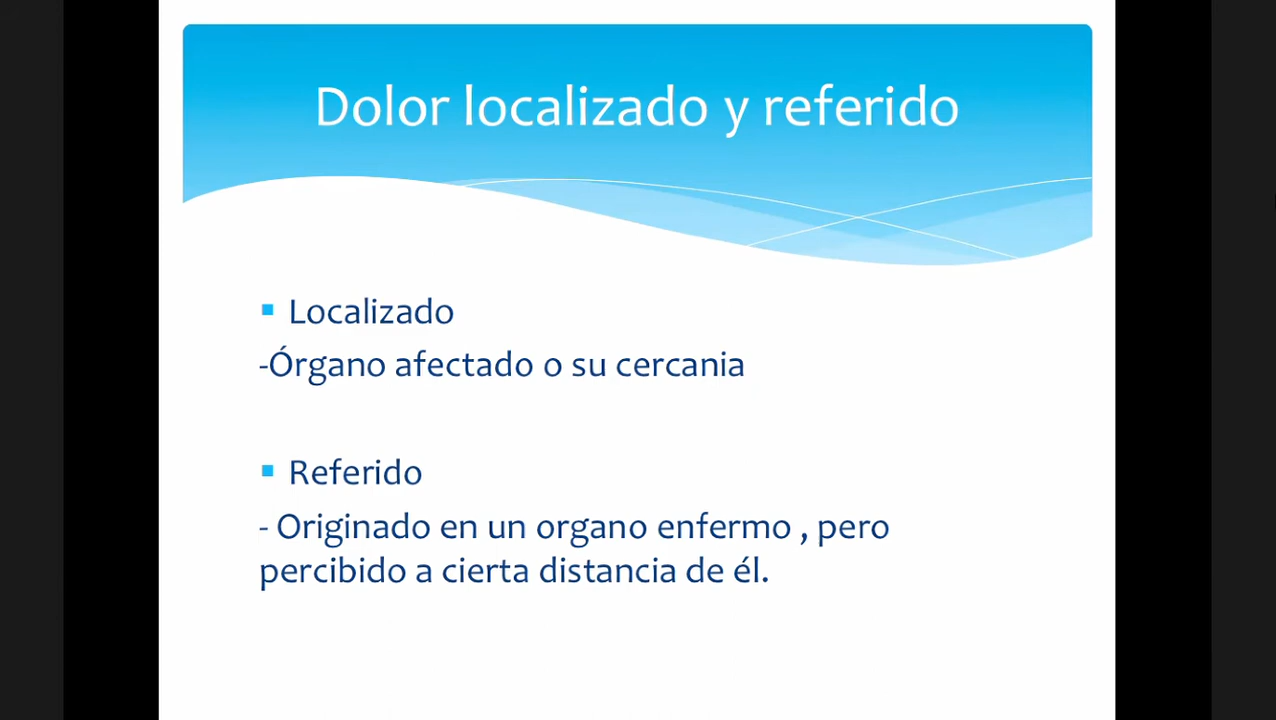 Dolor localizado y referido
Localizado
-Órgano afectado o su cercania
Referido
- Originado en un organo enfermo , pero
percibido a cierta distancia de él.